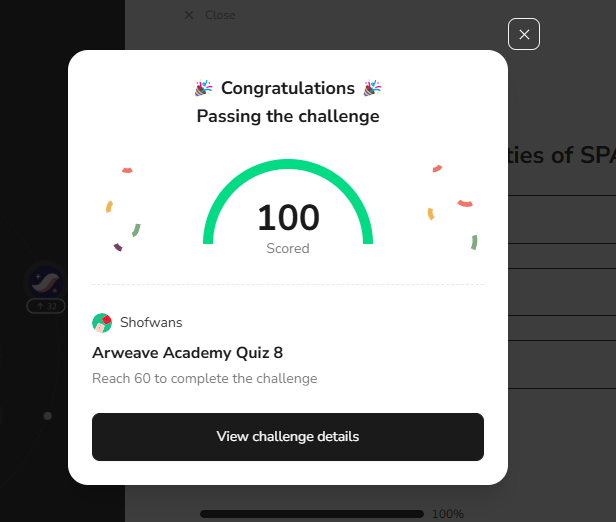 Close
Congratulations
Passing the challenge
ties of SPA
100
Scored
32
Shofwans
Arweave Academy Quiz 8
Reach 60 to complete the challenge
View challenge details
100%